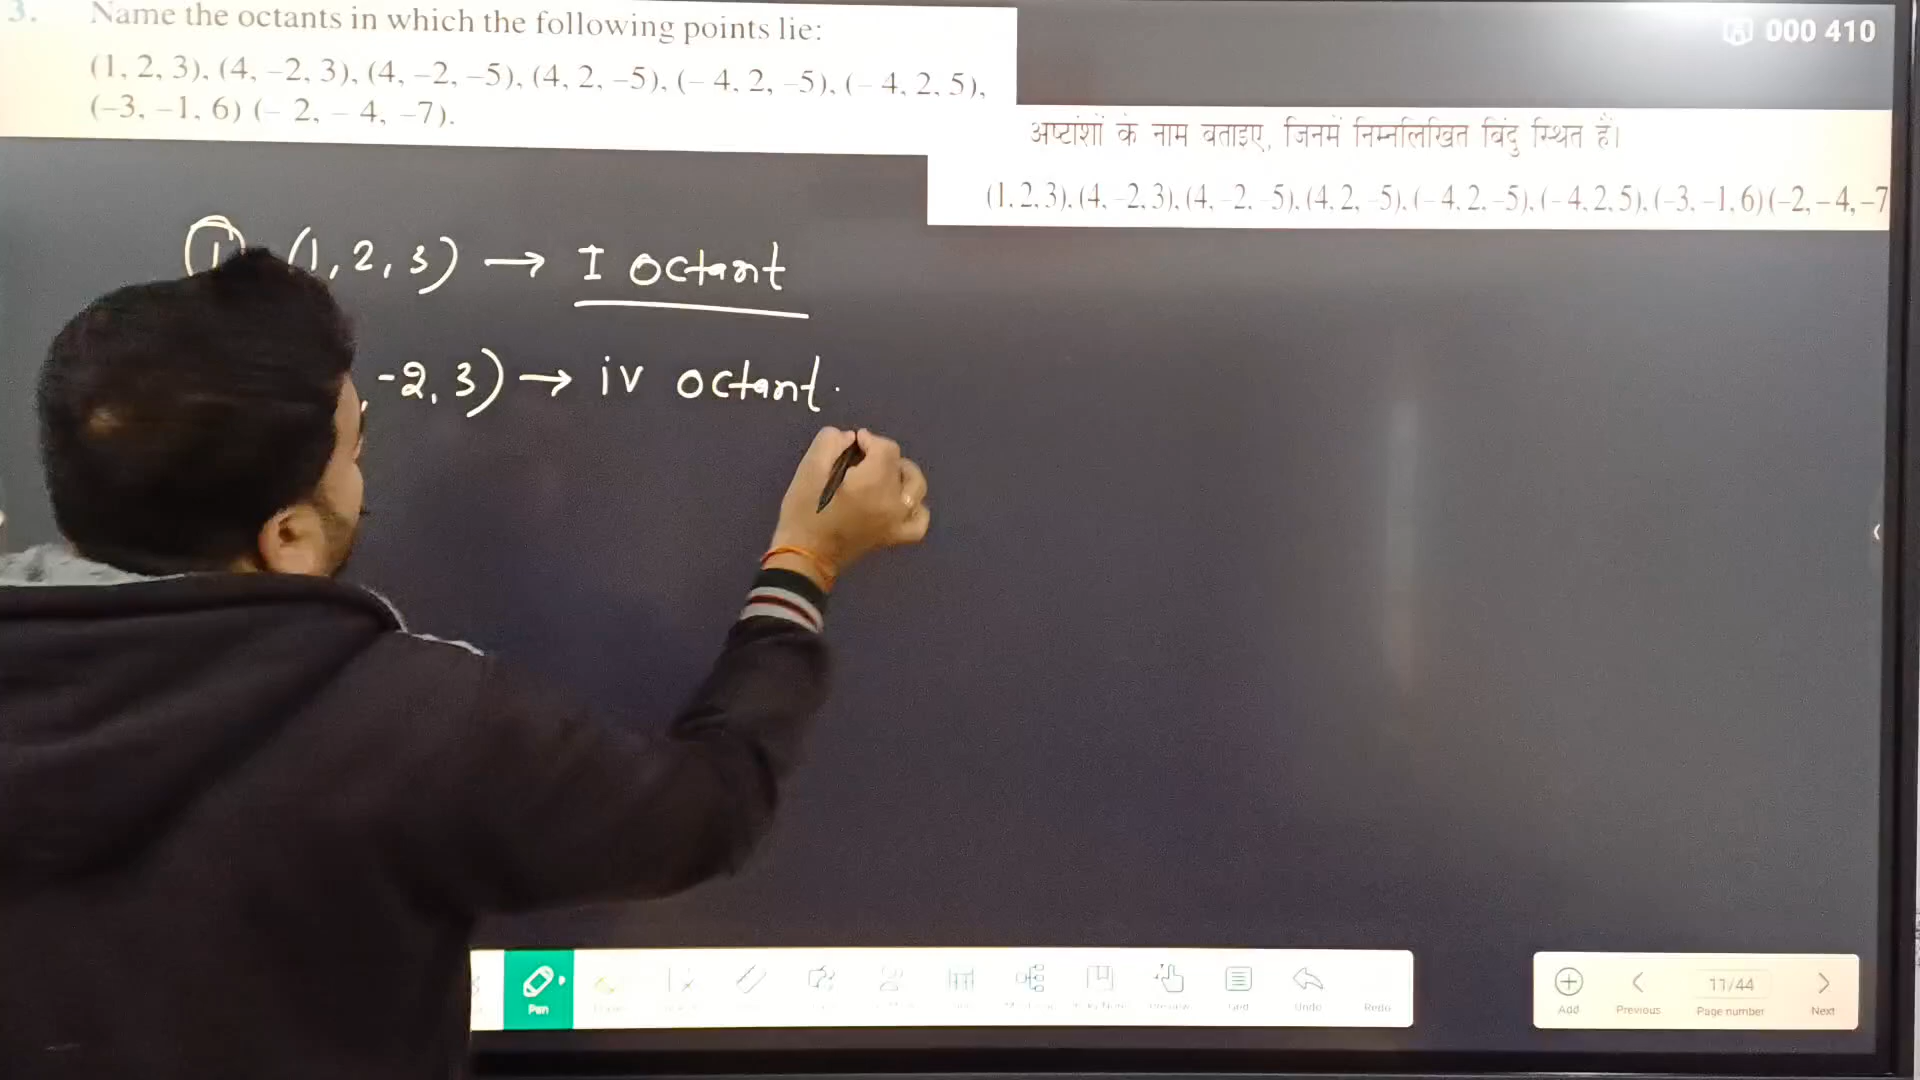 3. Name the octants in which the following points lie:
(1, 2, 3), (4, –2, 3), (4, –2, –5), (4, 2, –5), (– 4, 2, –5), (– 4, 2, 5),
(–3, –1, 6) (– 2, – 4, –7).
000 410
अष्टांशों के नाम बताइए, जिनमें निम्नलिखित बिंदु स्थित हैं।
(1, 2, 3), (4, –2, 3), (4, –2, –5), (4, 2, –5), (– 4, 2, –5), (– 4, 2, 5), (–3, –1, 6) (–2, – 4, –7
① (1, 2, 3) → I octant
, -2, 3) → iv octant.
Pen
Undo
Redo
Add
Previous
11/44
Page number
Next